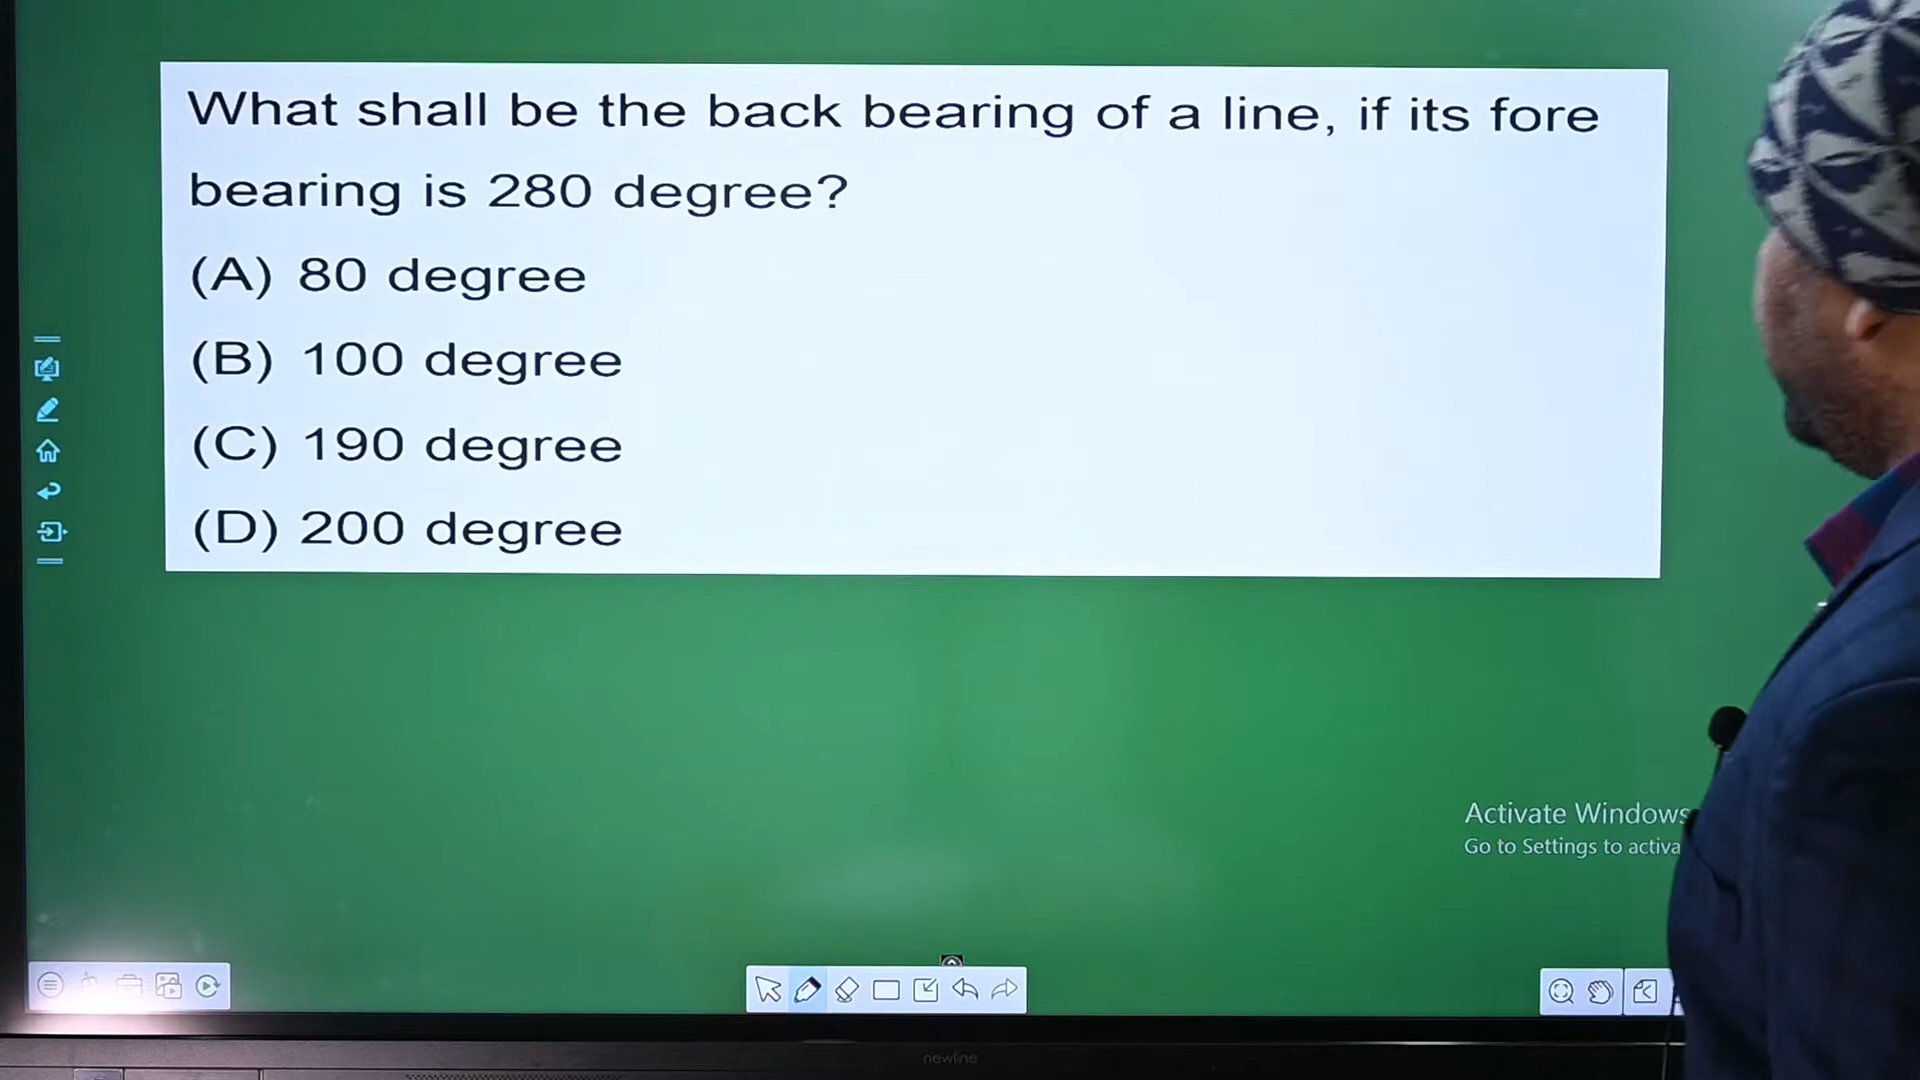 What shall be the back bearing of a line, if its fore
bearing is 280 degree?
(A) 80 degree
(B) 100 degree
(C) 190 degree
(D) 200 degree
Activate Windows
Go to Settings to activa
newline